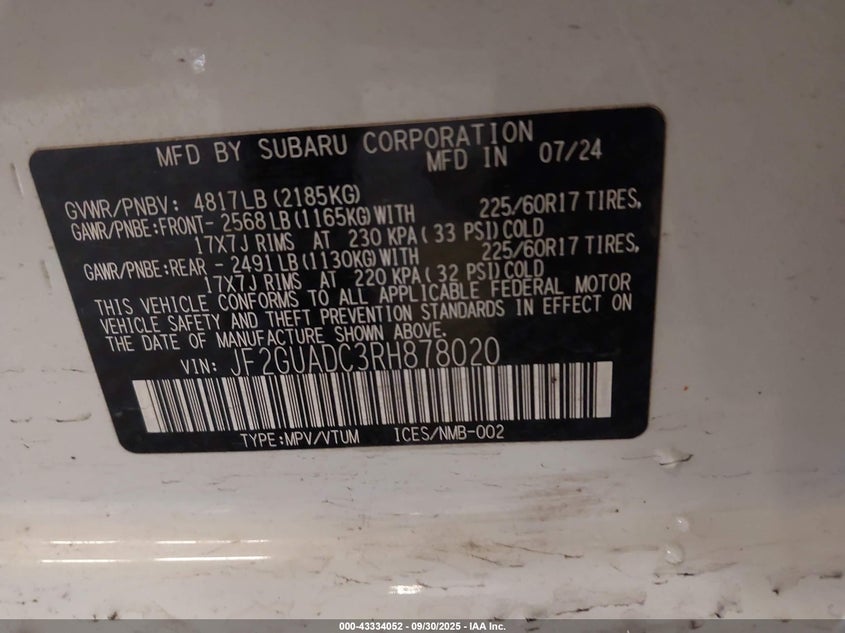 MFD BY SUBARU CORPORATION
MFD IN 07/24
GVWR/PNBV: 4817LB (2185KG)
GAWR/PNBE:FRONT- 2568 LB (1165KG) WITH 225/60R17 TIRES,
17X7J RIMS AT 230 KPA ( 33 PSI) COLD
GAWR/PNBE:REAR - 2491 LB (1130KG) WITH 225/60R17 TIRES,
17X7J RIMS AT 220 KPA ( 32 PSI) COLD
THIS VEHICLE CONFORMS TO ALL APPLICABLE FEDERAL MOTOR
VEHICLE SAFETY AND THEFT PREVENTION STANDARDS IN EFFECT ON
THE DATE OF MANUFACTURE SHOWN ABOVE.
VIN: JF2GUADC3RH878020
TYPE:MPV/VTUM ICES/NMB-002
000-43334052 - 09/30/2025 - IAA Inc.